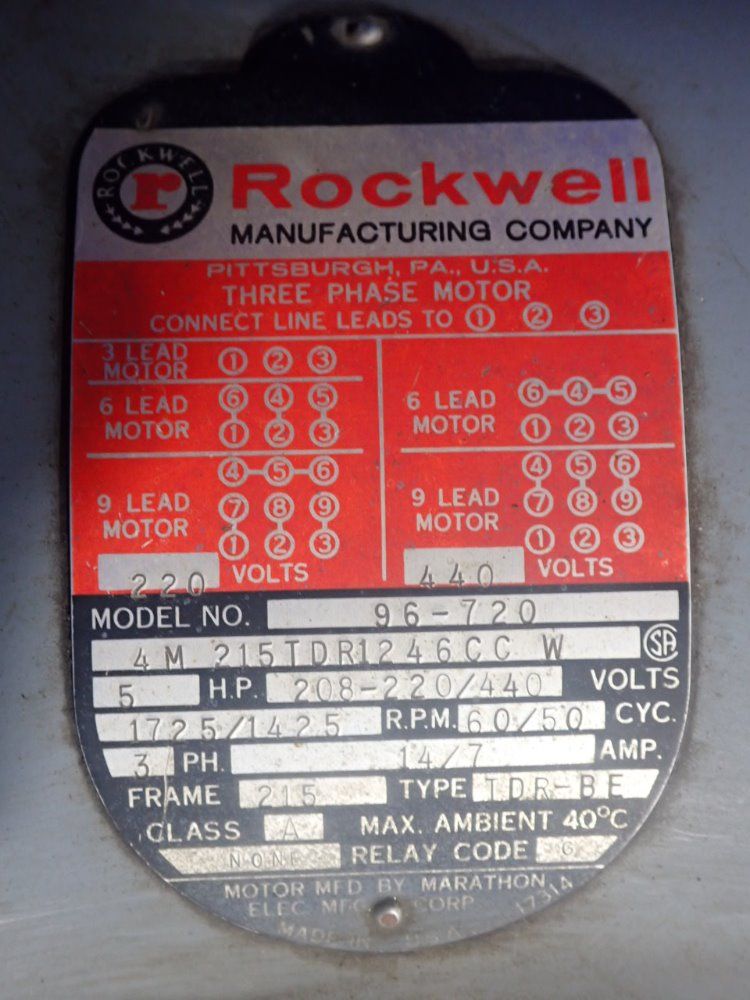 ROCKWELL
r
Rockwell
MANUFACTURING COMPANY
PITTSBURGH, PA., U.S.A.
THREE PHASE MOTOR
CONNECT LINE LEADS TO 1 2 3
3 LEAD MOTOR 1 2 3
6 LEAD MOTOR
6 4 5
1 2 3
9 LEAD MOTOR
4-5-6
7 8 9
1 2 3
220 VOLTS
6 LEAD MOTOR
6-4-5
1 2 3
9 LEAD MOTOR
4 5 6
7 8 9
1 2 3
440 VOLTS
MODEL NO. 96-720
4M 215TDR1246CC W SA
5 H.P. 208-220/440 VOLTS
1725/1425 R.P.M. 60/50 CYC.
3 PH. 14/7 AMP.
FRAME 215 TYPE TDR-BE
CLASS A MAX. AMBIENT 40°C
NONE RELAY CODE G
MOTOR MFD BY MARATHON
ELEC MFG CORP 17314
MADE IN U.S.A.